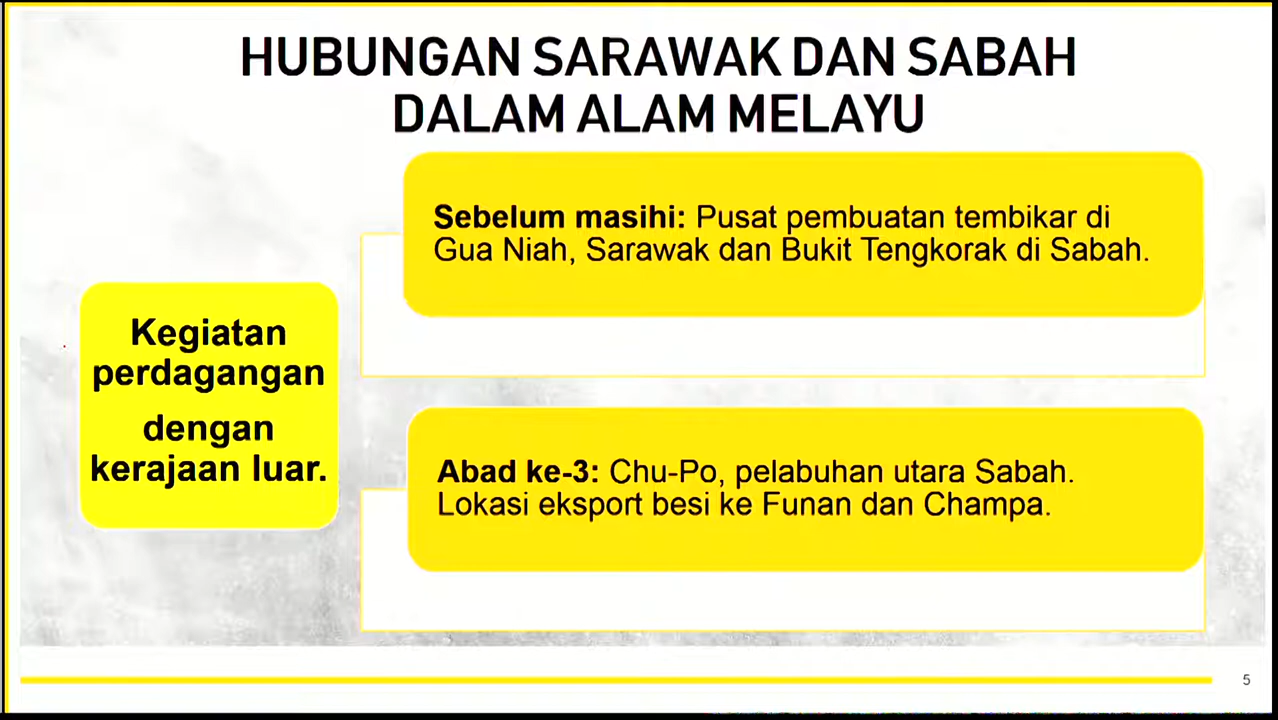 HUBUNGAN SARAWAK DAN SABAH
DALAM ALAM MELAYU
Kegiatan
perdagangan
dengan
kerajaan luar.
Sebelum masihi: Pusat pembuatan tembikar di
Gua Niah, Sarawak dan Bukit Tengkorak di Sabah.
Abad ke-3: Chu-Po, pelabuhan utara Sabah.
Lokasi eksport besi ke Funan dan Champa.
5